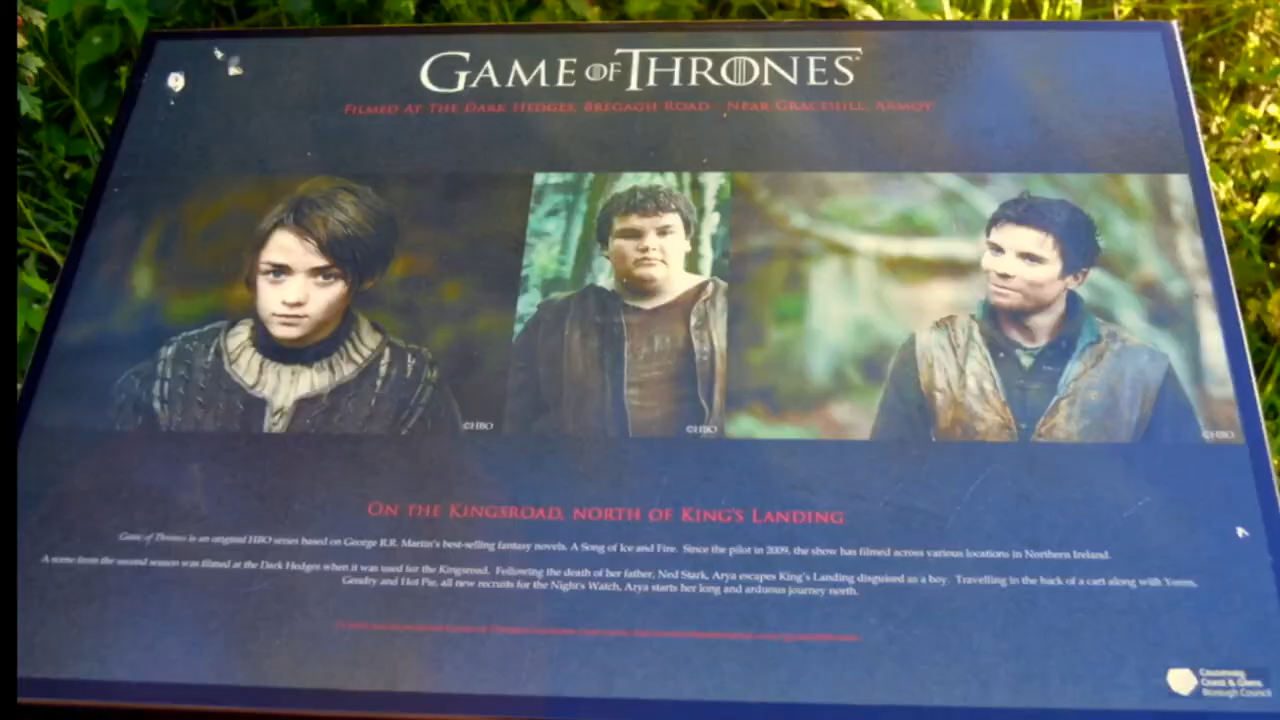 GAME OF THRONES
FILMED AT THE DARK HEDGES, BREGAGH ROAD NEAR GRACEHILL, ARMOY
©HBO
©HBO
©HBO
ON THE KINGSROAD, NORTH OF KING'S LANDING
Game of Thrones is an original HBO series based on George R.R. Martin's best-selling fantasy novels, A Song of Ice and Fire. Since the pilot in 2009, the show has filmed across various locations in Northern Ireland.
A scene from the second season was filmed at the Dark Hedges when it was used for the Kingsroad. Following the death of her father, Ned Stark, Arya escapes King's Landing disguised as a boy. Travelling in the back of a cart along with Yoren,
Gendry and Hot Pie, all new recruits for the Night's Watch, Arya starts her long and arduous journey north.
Causeway
Coast & Glens
Borough Council